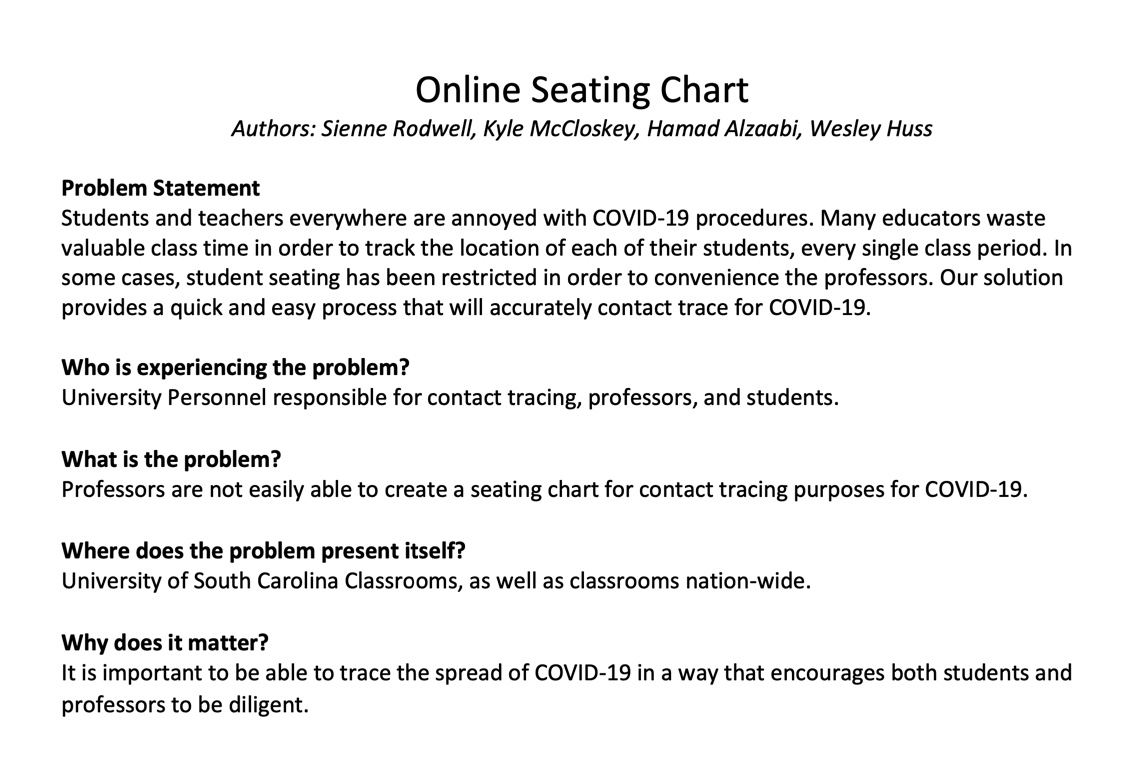 Online Seating Chart
Authors: Sienne Rodwell, Kyle McCloskey, Hamad Alzaabi, Wesley Huss
Problem Statement
Students and teachers everywhere are annoyed with COVID-19 procedures. Many educators waste
valuable class time in order to track the location of each of their students, every single class period. In
some cases, student seating has been restricted in order to convenience the professors. Our solution
provides a quick and easy process that will accurately contact trace for COVID-19.
Who is experiencing the problem?
University Personnel responsible for contact tracing, professors, and students.
What is the problem?
Professors are not easily able to create a seating chart for contact tracing purposes for COVID-19.
Where does the problem present itself?
University of South Carolina Classrooms, as well as classrooms nation-wide.
Why does it matter?
It is important to be able to trace the spread of COVID-19 in a way that encourages both students and
professors to be diligent.